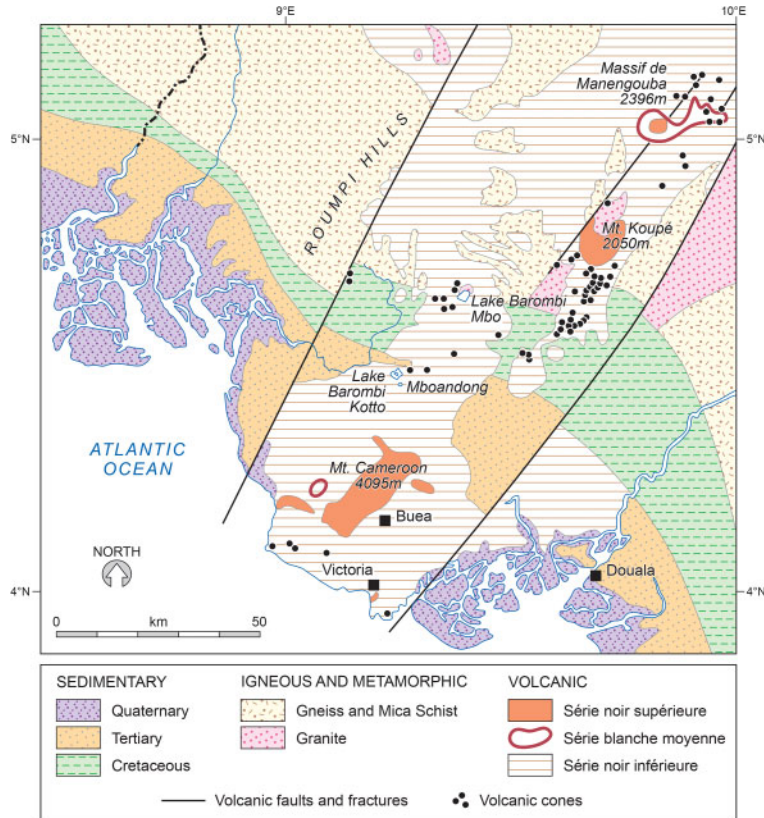 9°E
10°E
Massif de
Manengouba
2396m
5°N
5°N
ROUMPI HILLS
Mt. Koupé
2050m.
Lake Barombi
Mbo
Lake
Barombi
Kotto
Mboandong
ATLANTIC
OCEAN
Mt. Cameroon
4095m
Buea
NORTH
Victoria
Douala
4°N
4°N
0 km 50
SEDIMENTARY
Quaternary
Tertiary
Cretaceous
IGNEOUS AND METAMORPHIC
Gneiss and Mica Schist
Granite
VOLCANIC
Série noir supérieure
Série blanche moyenne
Série noir inférieure
Volcanic faults and fractures
Volcanic cones